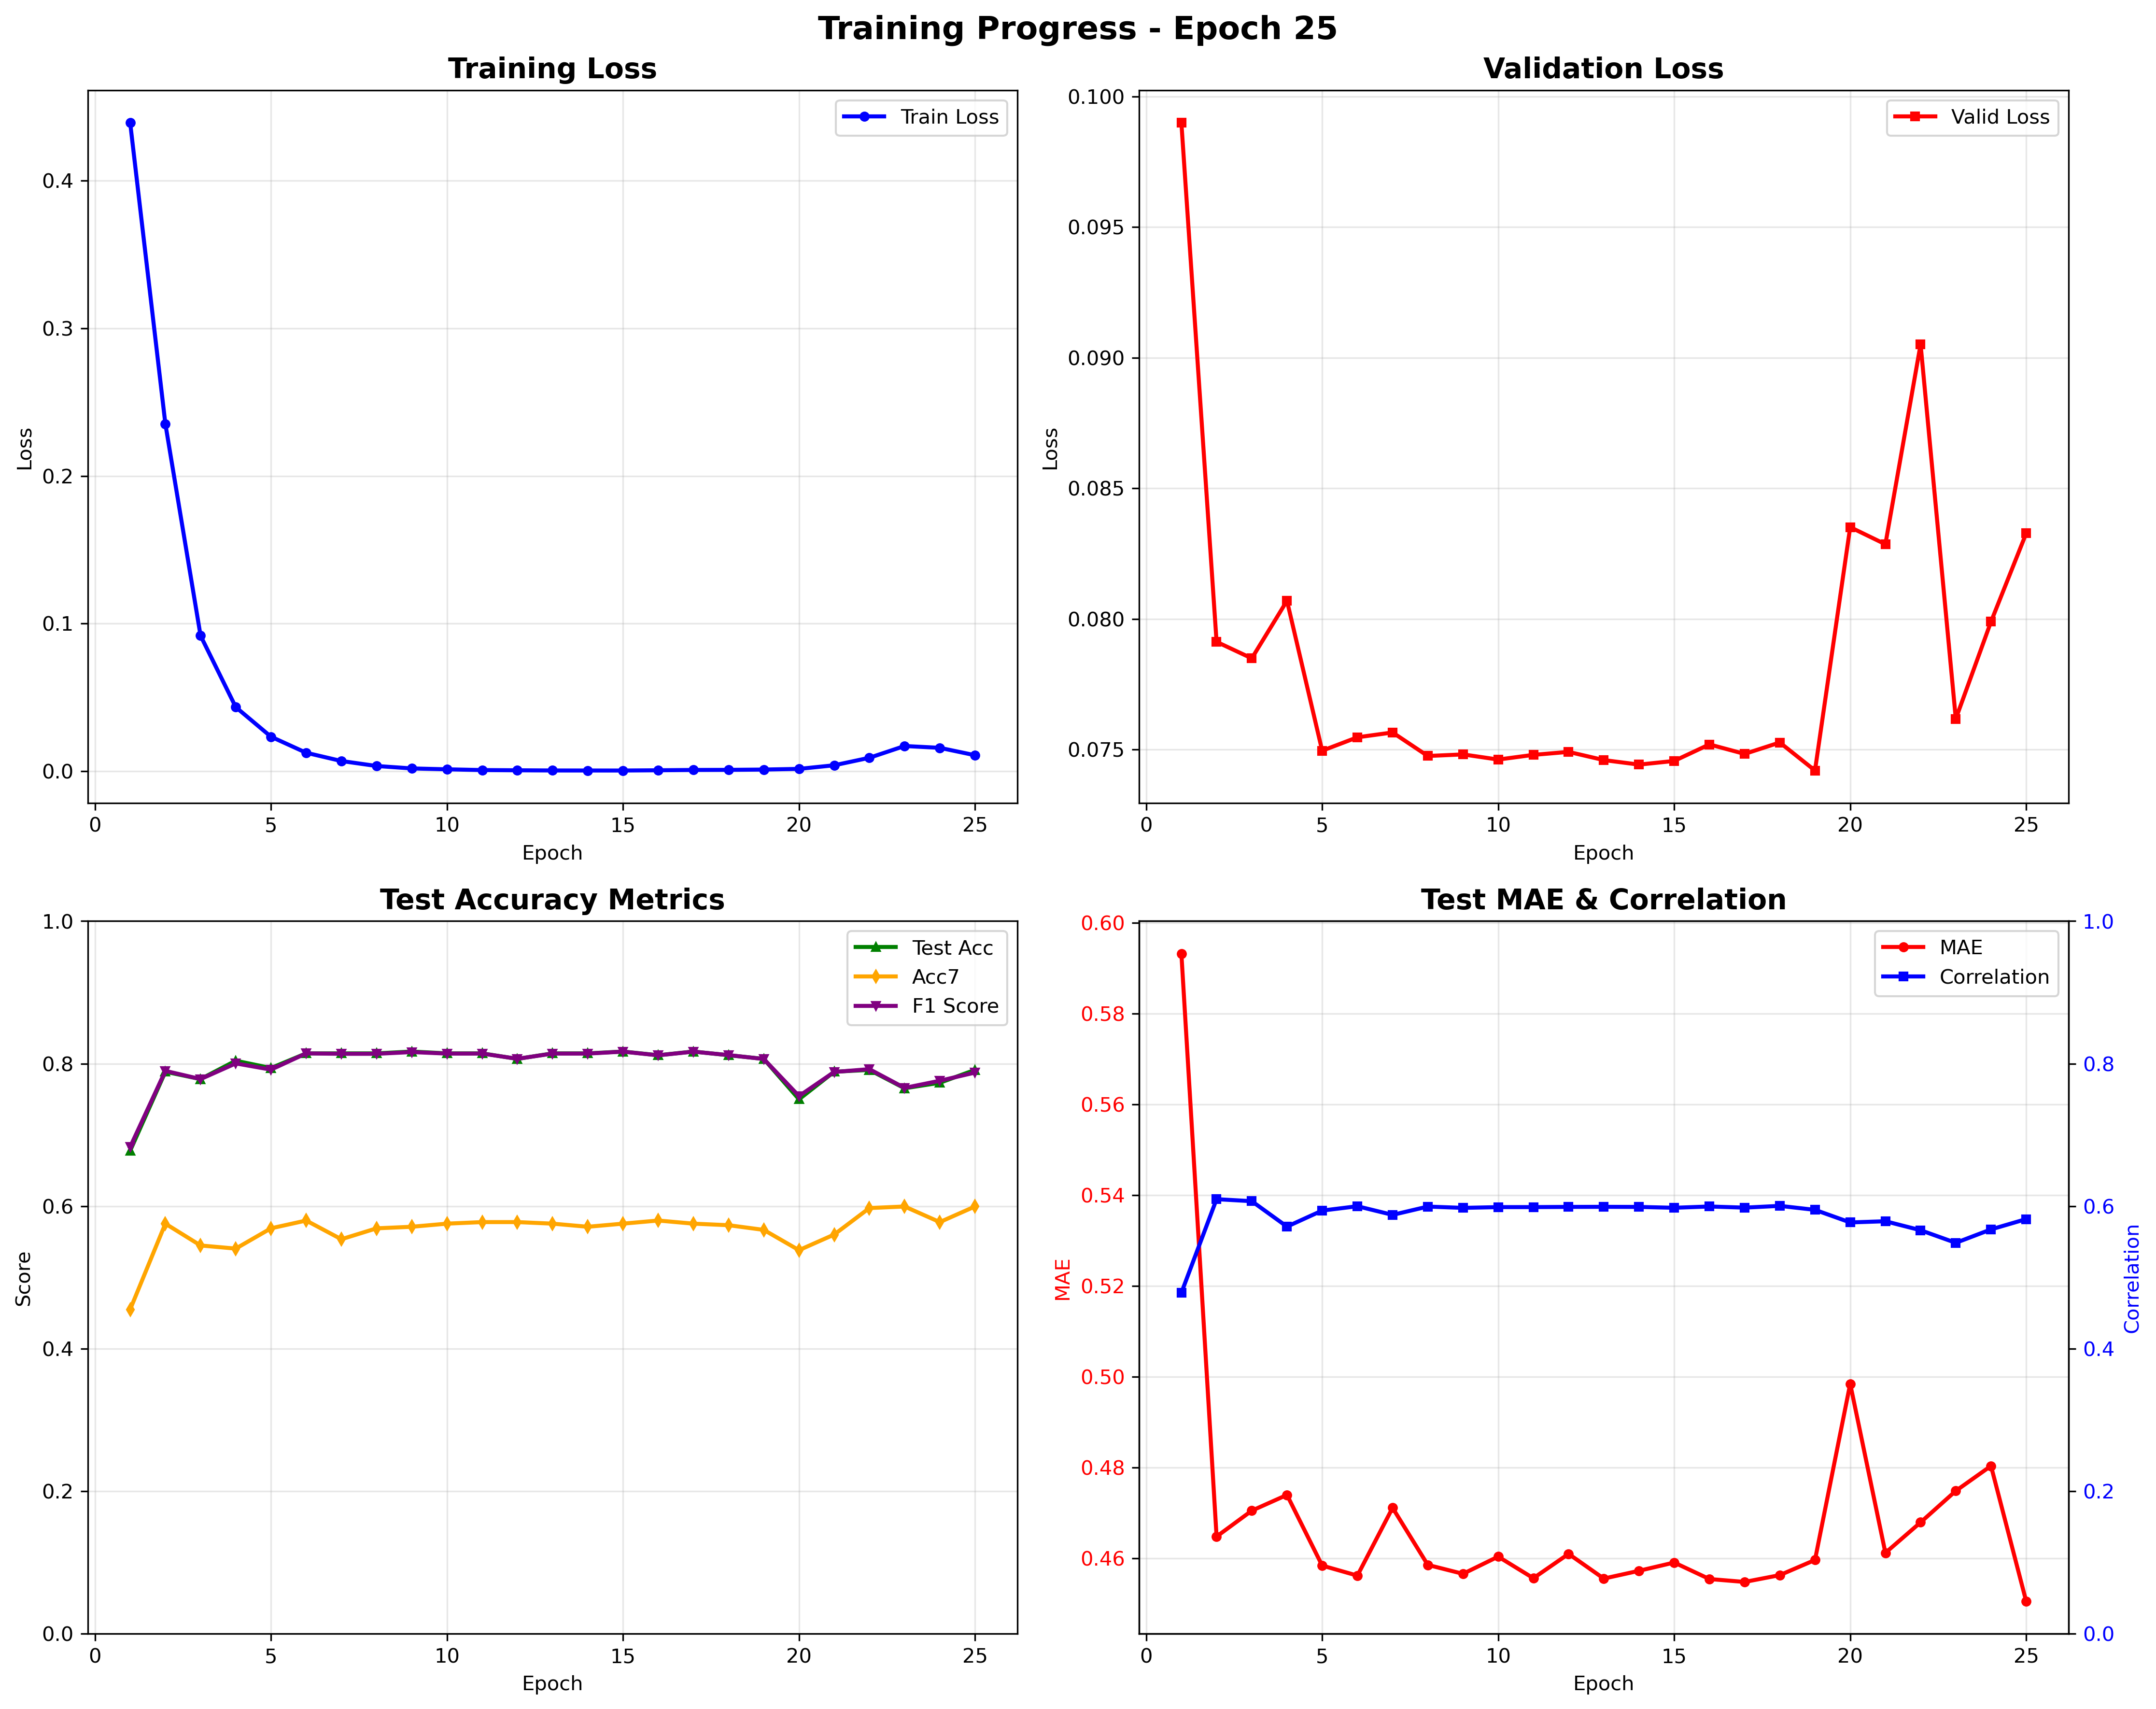 Training Progress - Epoch 25
Training Loss
Train Loss
Loss
0.4
0.3
0.2
0.1
0.0
0 5 10 15 20 25
Epoch
Validation Loss
Valid Loss
Loss
0.100
0.095
0.090
0.085
0.080
0.075
0 5 10 15 20 25
Epoch
Test Accuracy Metrics
Test Acc
Acc7
F1 Score
Score
1.0
0.8
0.6
0.4
0.2
0.0
0 5 10 15 20 25
Epoch
Test MAE & Correlation
MAE
Correlation
MAE
0.60
0.58
0.56
0.54
0.52
0.50
0.48
0.46
1.0
0.8
0.6
0.4
0.2
0.0
Correlation
0 5 10 15 20 25
Epoch